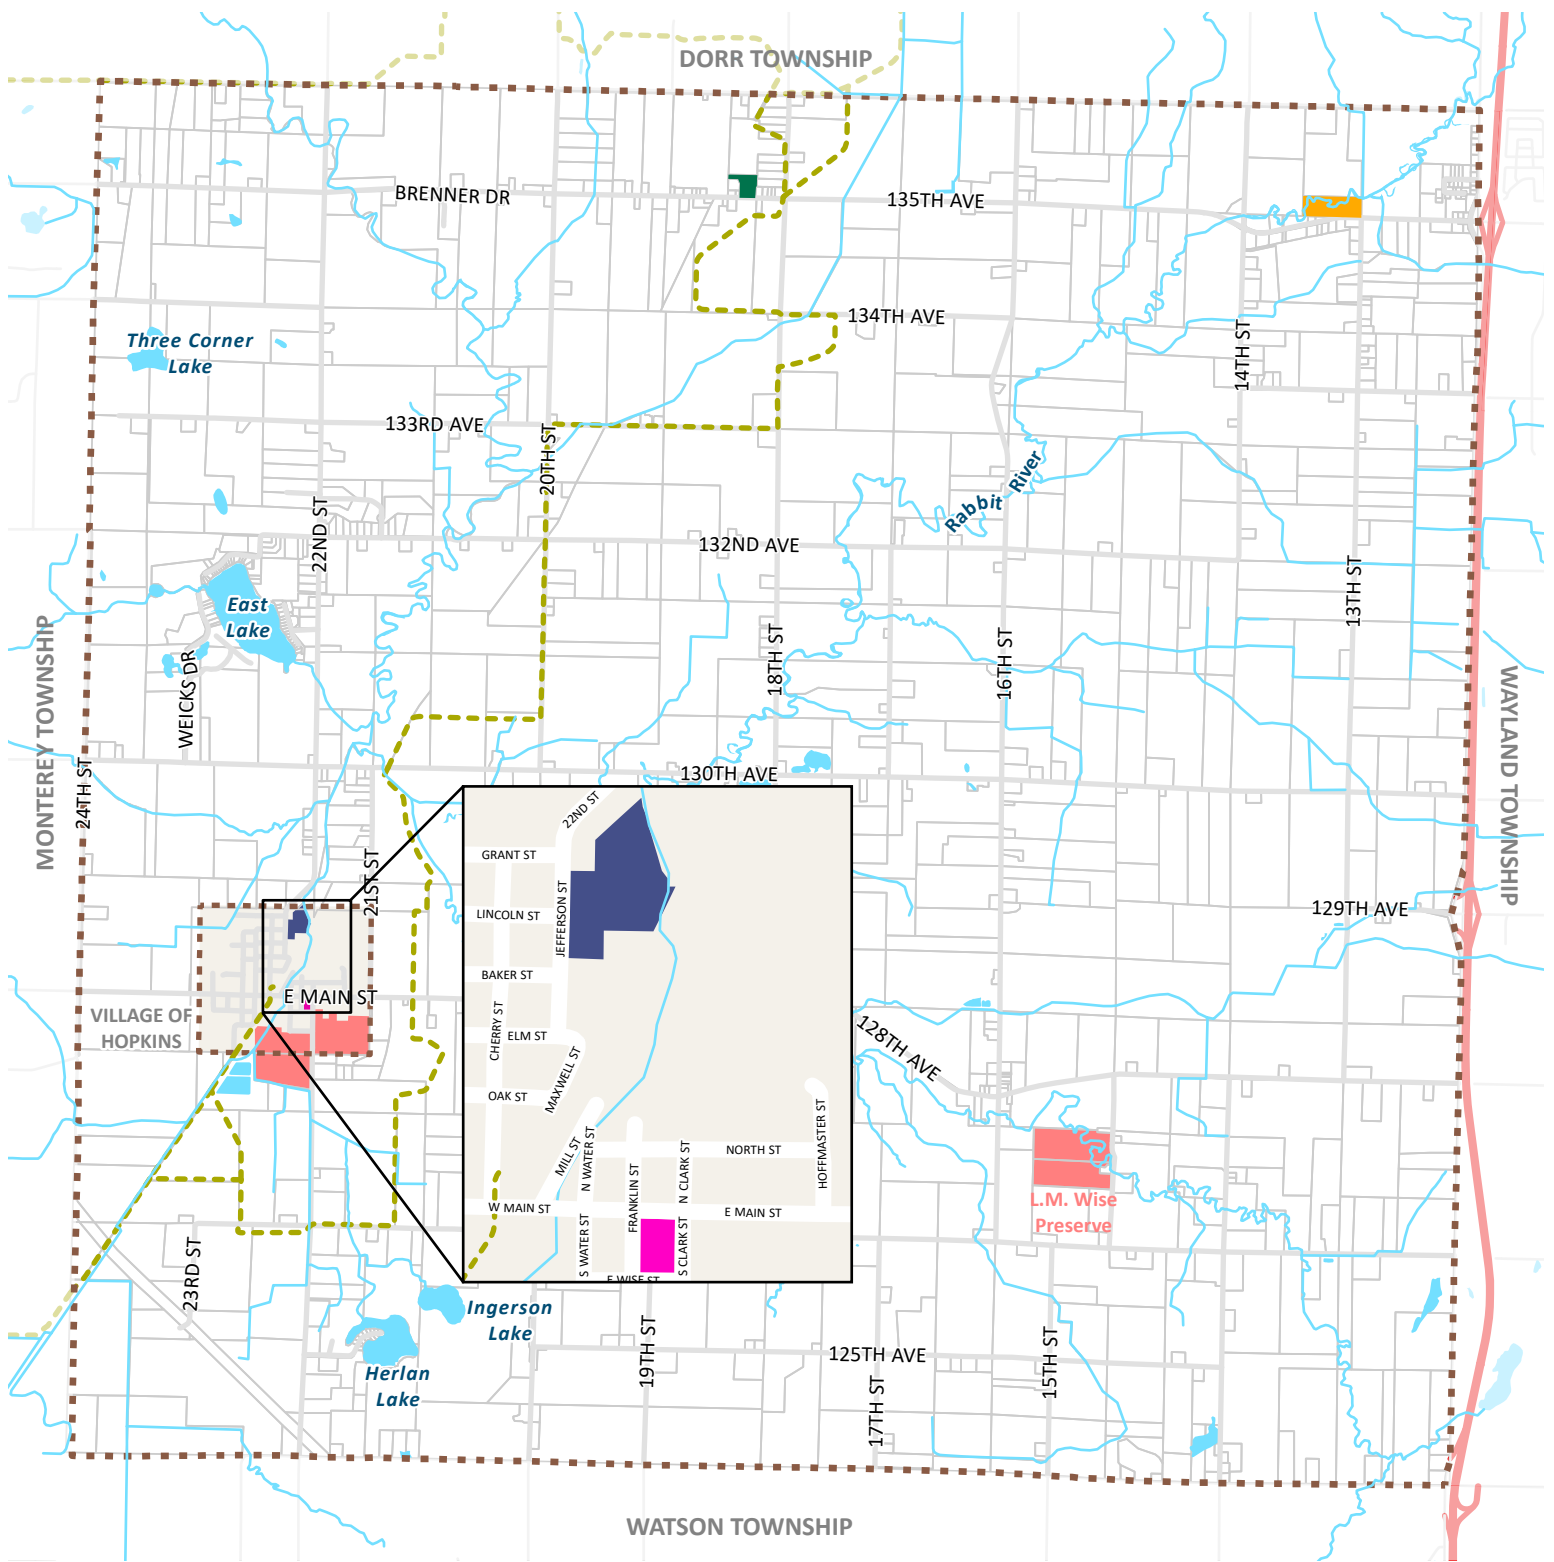 DORR TOWNSHIP
BRENNER DR
135TH AVE
134TH AVE
Three Corner
Lake
14TH ST
133RD AVE
20TH ST
Rabbit River
22ND ST
132ND AVE
13TH ST
East
Lake
18TH ST
16TH ST
WEICKS DR
MONTEREY TOWNSHIP
WAYLAND TOWNSHIP
24TH ST
130TH AVE
21ST ST
22ND ST
GRANT ST
JEFFERSON ST
LINCOLN ST
129TH AVE
BAKER ST
E MAIN ST
VILLAGE OF
HOPKINS
CHERRY ST
ELM ST
128TH AVE
MAXWELL ST
OAK ST
MILL ST
N WATER ST
FRANKLIN ST
N CLARK ST
NORTH ST
HOFFMASTER ST
W MAIN ST
E MAIN ST
S WATER ST
S CLARK ST
E WISE ST
L.M. Wise
Preserve
23RD ST
Ingerson
Lake
Herlan
Lake
19TH ST
125TH AVE
17TH ST
15TH ST
WATSON TOWNSHIP